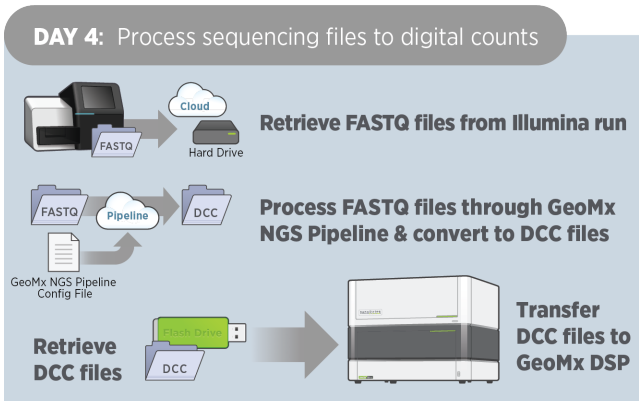 DAY 4: Process sequencing files to digital counts
Cloud
FASTQ
Hard Drive
Retrieve FASTQ files from Illumina run
FASTQ
Pipeline
DCC
GeoMx NGS Pipeline
Config File
Process FASTQ files through GeoMx
NGS Pipeline & convert to DCC files
Retrieve
DCC files
Flash Drive
DCC
Transfer
DCC files to
GeoMx DSP